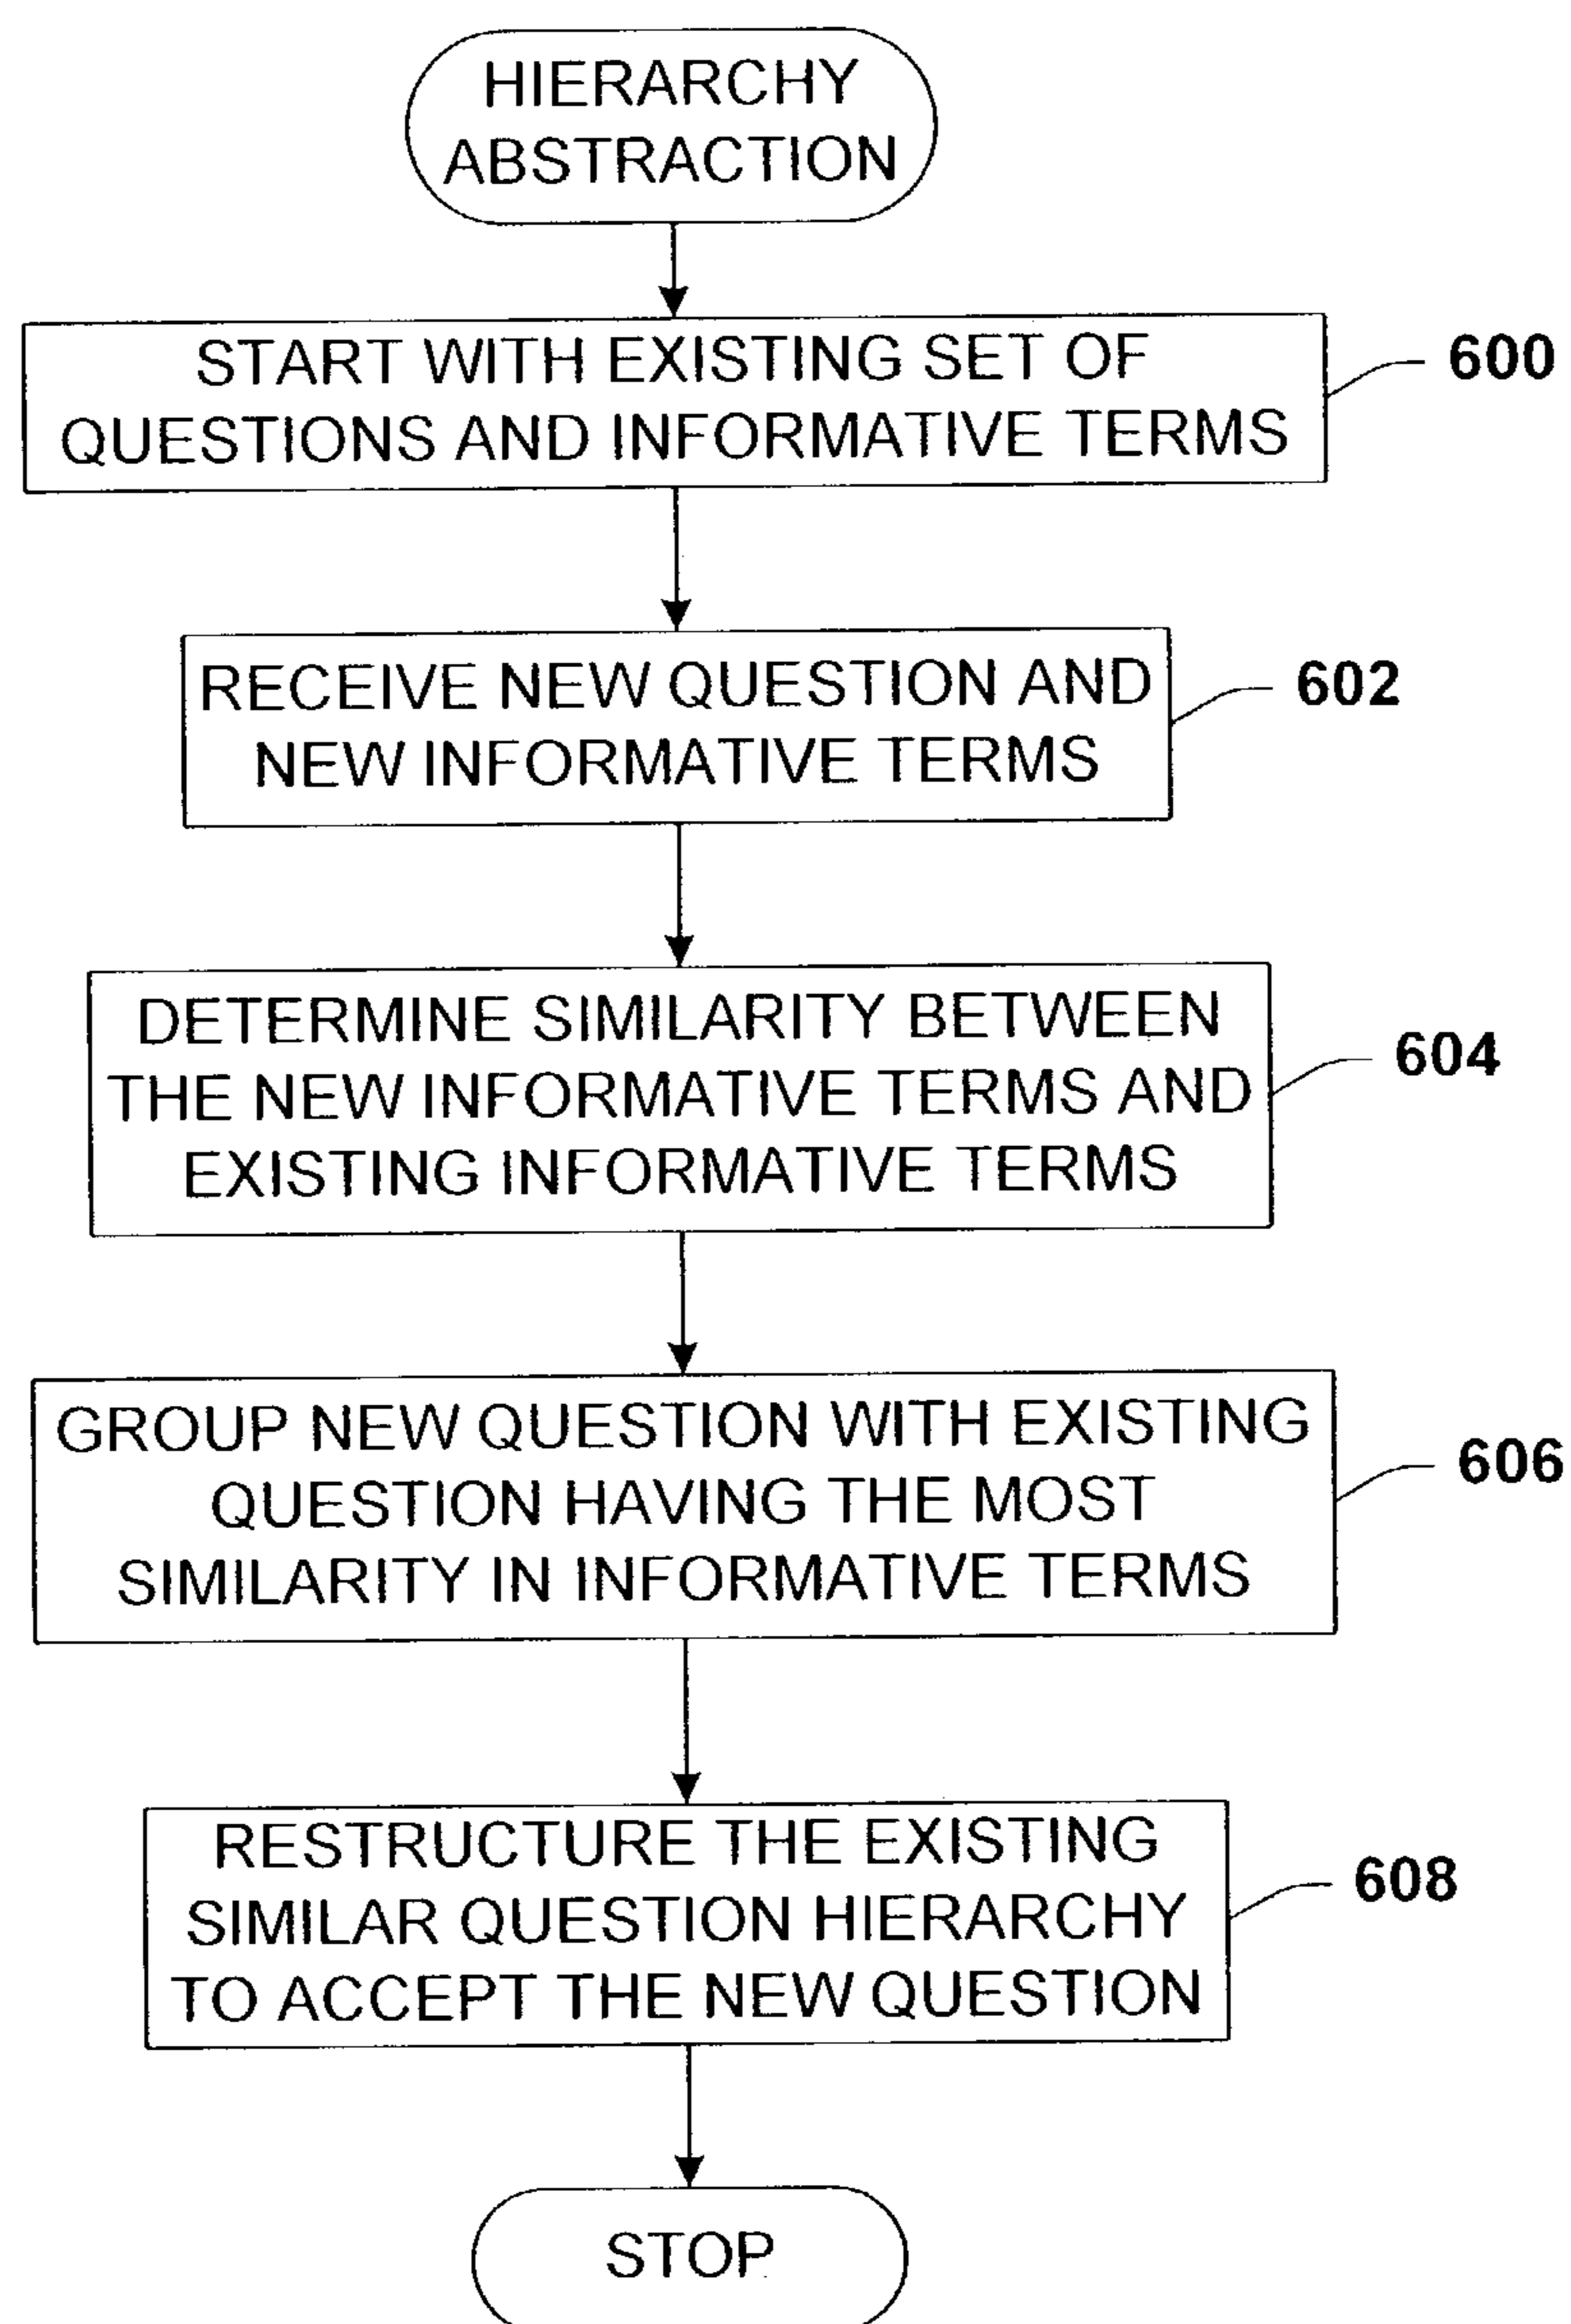 HIERARCHY
ABSTRACTION
START WITH EXISTING SET OF
QUESTIONS AND INFORMATIVE TERMS
600
RECEIVE NEW QUESTION AND
NEW INFORMATIVE TERMS
602
DETERMINE SIMILARITY BETWEEN
THE NEW INFORMATIVE TERMS AND
EXISTING INFORMATIVE TERMS
604
GROUP NEW QUESTION WITH EXISTING
QUESTION HAVING THE MOST
SIMILARITY IN INFORMATIVE TERMS
606
RESTRUCTURE THE EXISTING
SIMILAR QUESTION HIERARCHY
TO ACCEPT THE NEW QUESTION
608
STOP